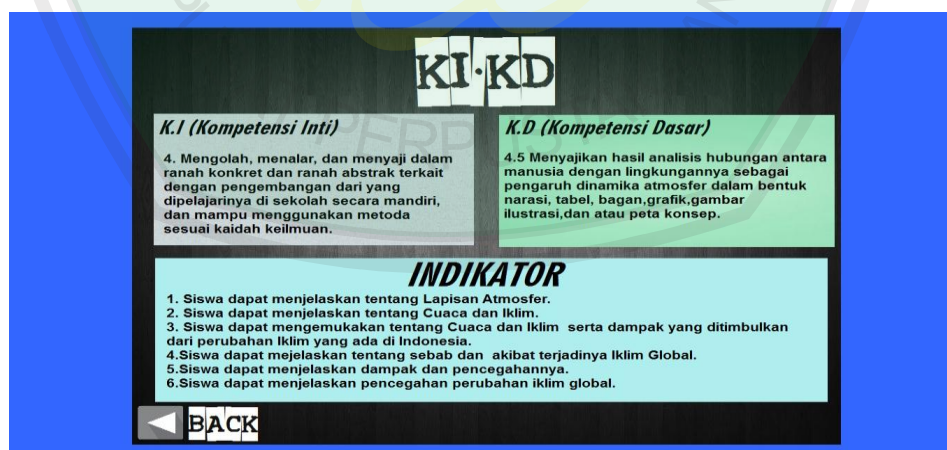 KI·KD
K.I (Kompetensi Inti)
4. Mengolah, menalar, dan menyaji dalam
ranah konkret dan ranah abstrak terkait
dengan pengembangan dari yang
dipelajarinya di sekolah secara mandiri,
dan mampu menggunakan metoda
sesuai kaidah keilmuan.
K.D (Kompetensi Dasar)
4.5 Menyajikan hasil analisis hubungan antara
manusia dengan lingkungannya sebagai
pengaruh dinamika atmosfer dalam bentuk
narasi, tabel, bagan,grafik,gambar
ilustrasi,dan atau peta konsep.
INDIKATOR
1. Siswa dapat menjelaskan tentang Lapisan Atmosfer.
2. Siswa dapat menjelaskan tentang Cuaca dan Iklim.
3. Siswa dapat mengemukakan tentang Cuaca dan Iklim serta dampak yang ditimbulkan
dari perubahan Iklim yang ada di Indonesia.
4.Siswa dapat mejelaskan tentang sebab dan akibat terjadinya Iklim Global.
5.Siswa dapat menjelaskan dampak dan pencegahannya.
6.Siswa dapat menjelaskan pencegahan perubahan iklim global.
BACK